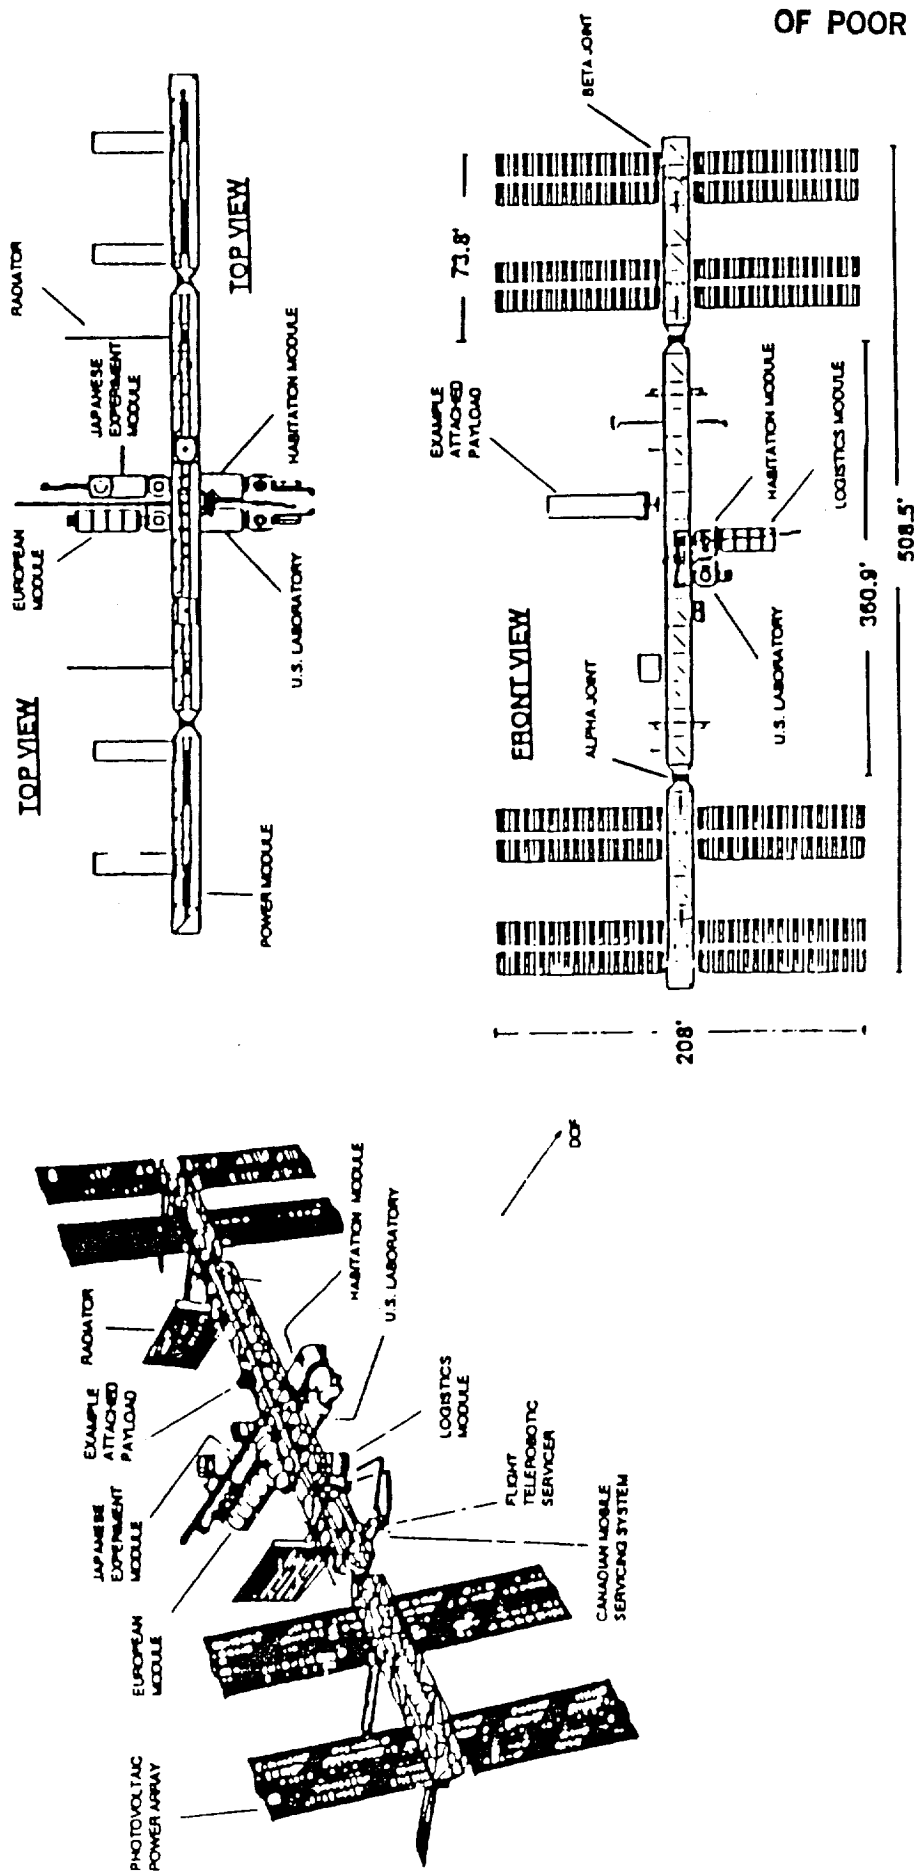 OF POOR
TOP VIEW
RADIATOR
JAPANESE
EXPERIMENT
MODULE
EUROPEAN
MODULE
TOP VIEW
HABITATION MODULE
U.S. LABORATORY
POWER MODULE
BETA JOINT
73.8'
EXAMPLE
ATTACHED
PAYLOAD
FRONT VIEW
ALPHA JOINT
HABITATION MODULE
LOGISTICS MODULE
U.S. LABORATORY
360.9'
508.5'
208'
PHOTOVOLTAIC
POWER ARRAY
EUROPEAN
MODULE
JAPANESE
EXPERIMENT
MODULE
EXAMPLE
ATTACHED
PAYLOAD
RADIATOR
HABITATION MODULE
U.S. LABORATORY
LOGISTICS
MODULE
FLIGHT
TELEROBOTIC
SERVICER
CANADIAN MOBILE
SERVICING SYSTEM
DOF